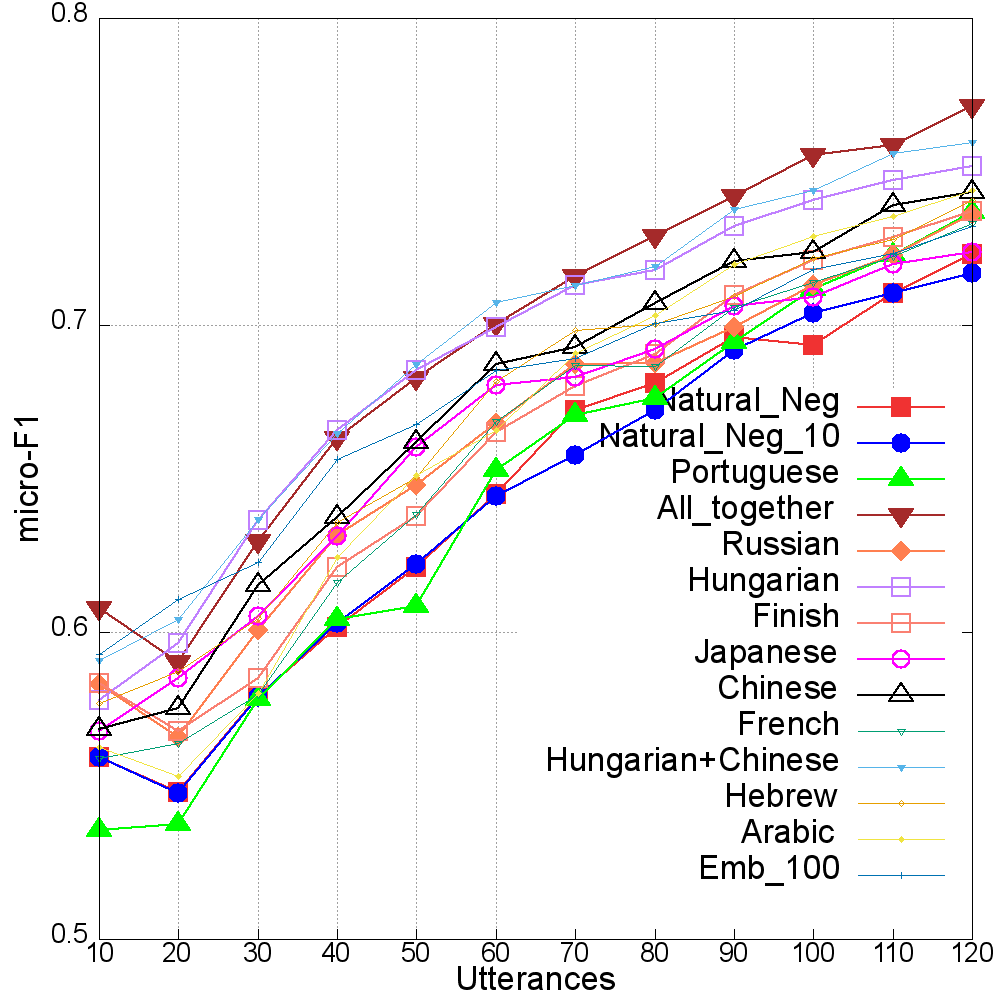 0.8
0.7
0.6
0.5
micro-F1
Natural_Neg
Natural_Neg_10
Portuguese
All_together
Russian
Hungarian
Finish
Japanese
Chinese
French
Hungarian+Chinese
Hebrew
Arabic
Emb_100
10 20 30 40 50 60 70 80 90 100 110 120
Utterances